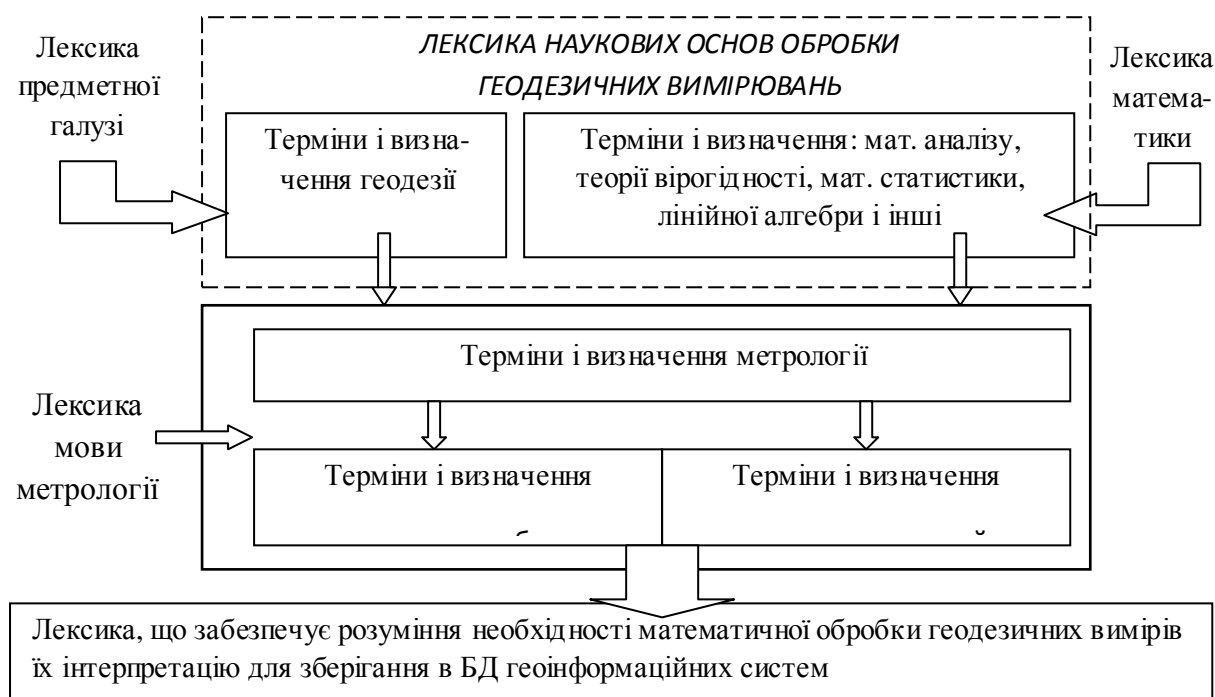 Лексика
предметної
галузі
ЛЕКСИКА НАУКОВИХ ОСНОВ ОБРОБКИ
ГЕОДЕЗИЧНИХ ВИМІРЮВАНЬ
Лексика
матема-
тики
Терміни і визна-
чення геодезії
Терміни і визначення: мат. аналізу,
теорії вірогідності, мат. статистики,
лінійної алгебри і інші
Терміни і визначення метрології
Лексика
мови
метрології
Терміни і визначення
Терміни і визначення
Лексика, що забезпечує розуміння необхідності математичної обробки геодезичних вимірів
їх інтерпретацію для зберігання в БД геоінформаційних систем